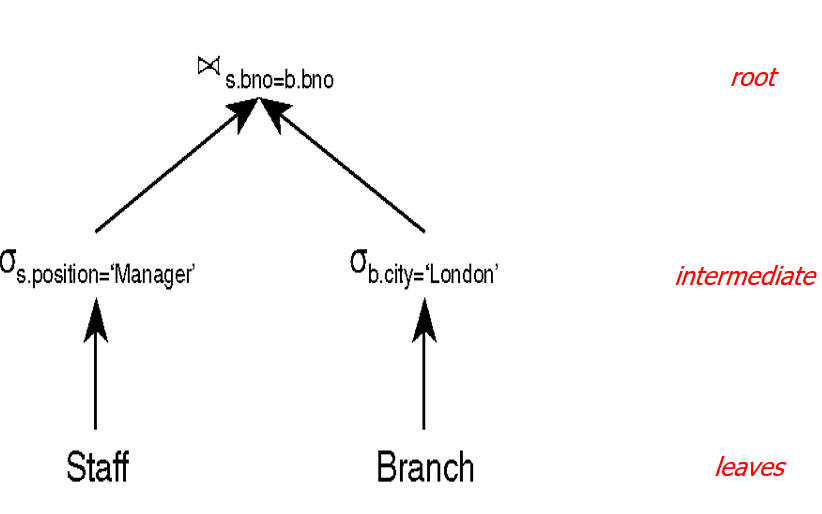 ⋈ s.bno=b.bno
root
σs.position=‘Manager’
σb.city=‘London’
intermediate
Staff
Branch
leaves